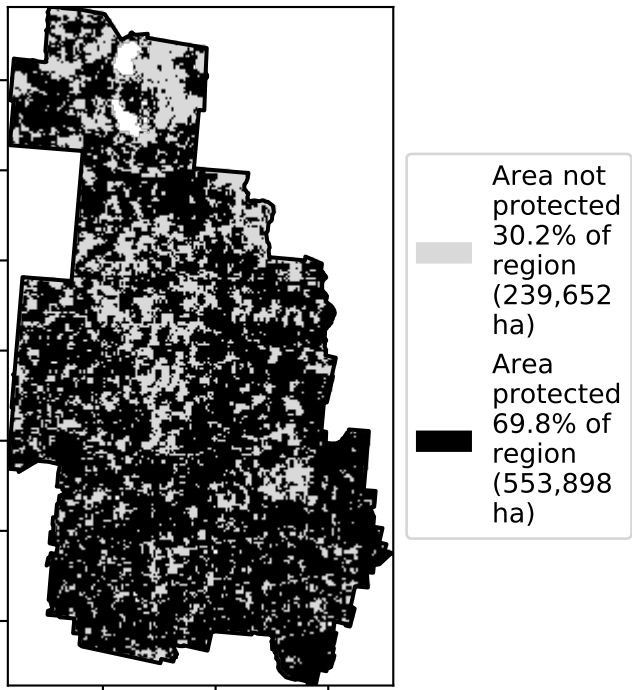 Area not
protected
30.2% of
region
(239,652
ha)
Area
protected
69.8% of
region
(553,898
ha)